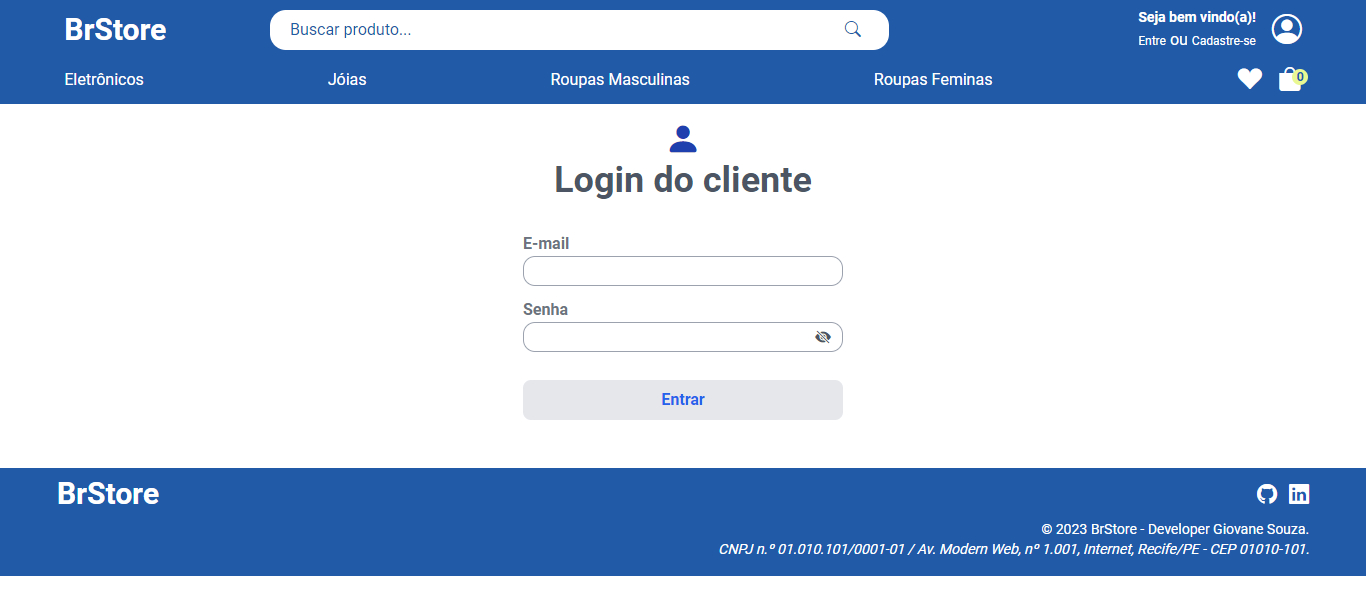 BrStore
Buscar produto...
Seja bem vindo(a)!
Entre OU Cadastre-se
Eletrônicos
Jóias
Roupas Masculinas
Roupas Feminas
0
Login do cliente
E-mail
Senha
Entrar
BrStore
in
© 2023 BrStore - Developer Giovane Souza.
CNPJ n.º 01.010.101/0001-01 / Av. Modern Web, nº 1.001, Internet, Recife/PE - CEP 01010-101.